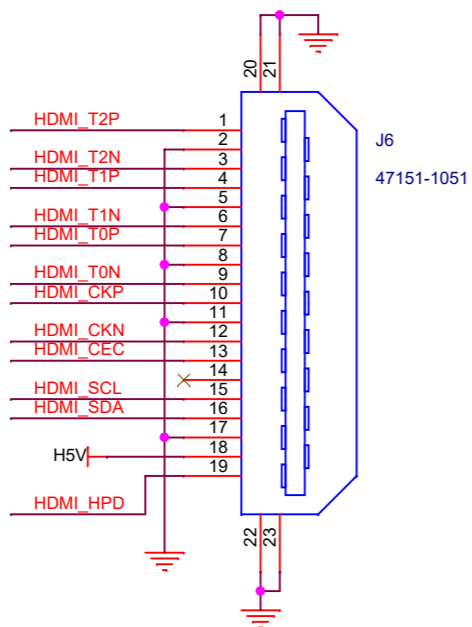 20 21
HDMI_T2P 1
2
HDMI_T2N 3
HDMI_T1P 4
5
HDMI_T1N 6
HDMI_T0P 7
8
HDMI_T0N 9
HDMI_CKP 10
11
HDMI_CKN 12
HDMI_CEC 13
14
HDMI_SCL 15
HDMI_SDA 16
17
H5V 18
19
HDMI_HPD
J6
47151-1051
22 23